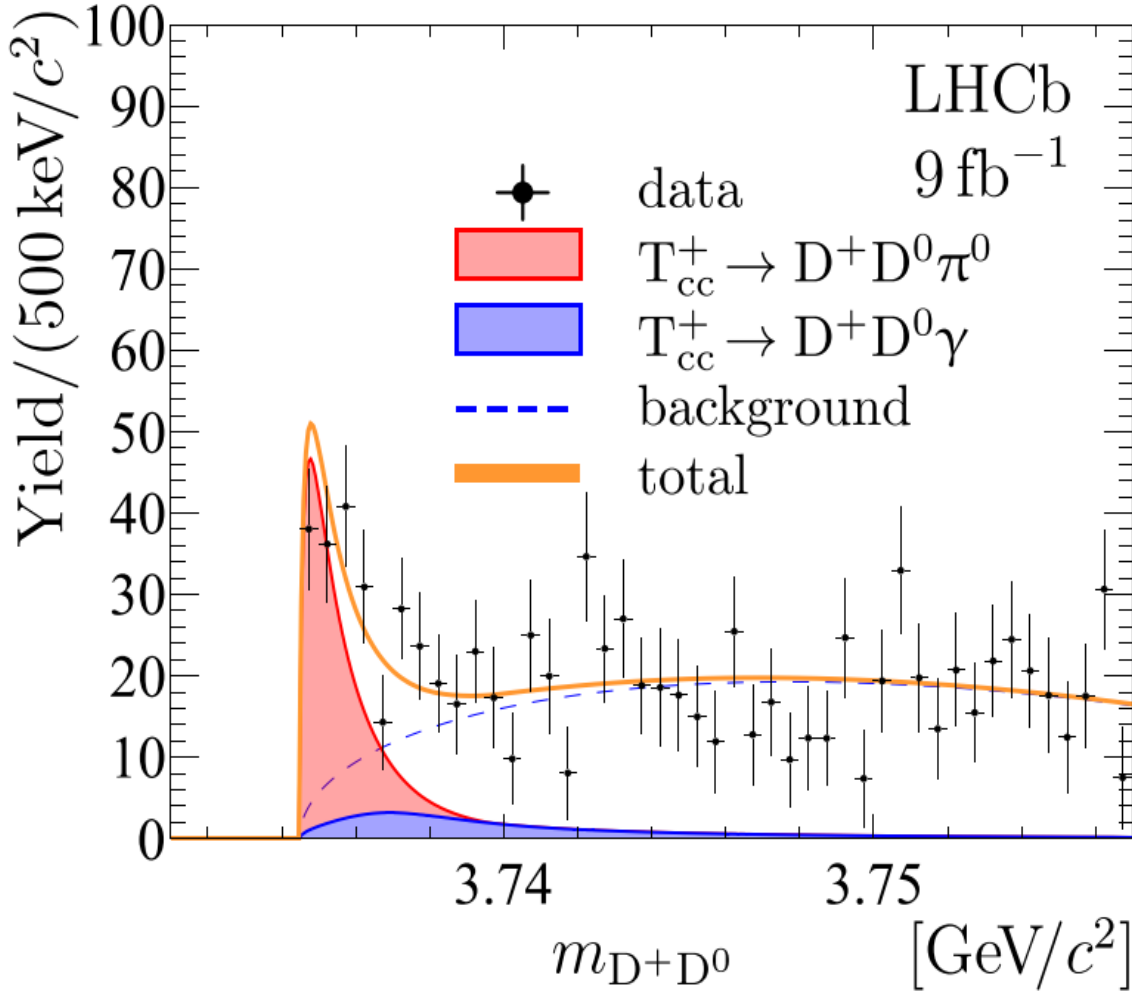 Yield/(500 keV/c²)
100
90
80
70
60
50
40
30
20
10
0
LHCb
9 fb⁻¹
data
T⁺cc → D⁺D⁰π⁰
T⁺cc → D⁺D⁰γ
background
total
3.74
3.75
m_D⁺D⁰ [GeV/c²]